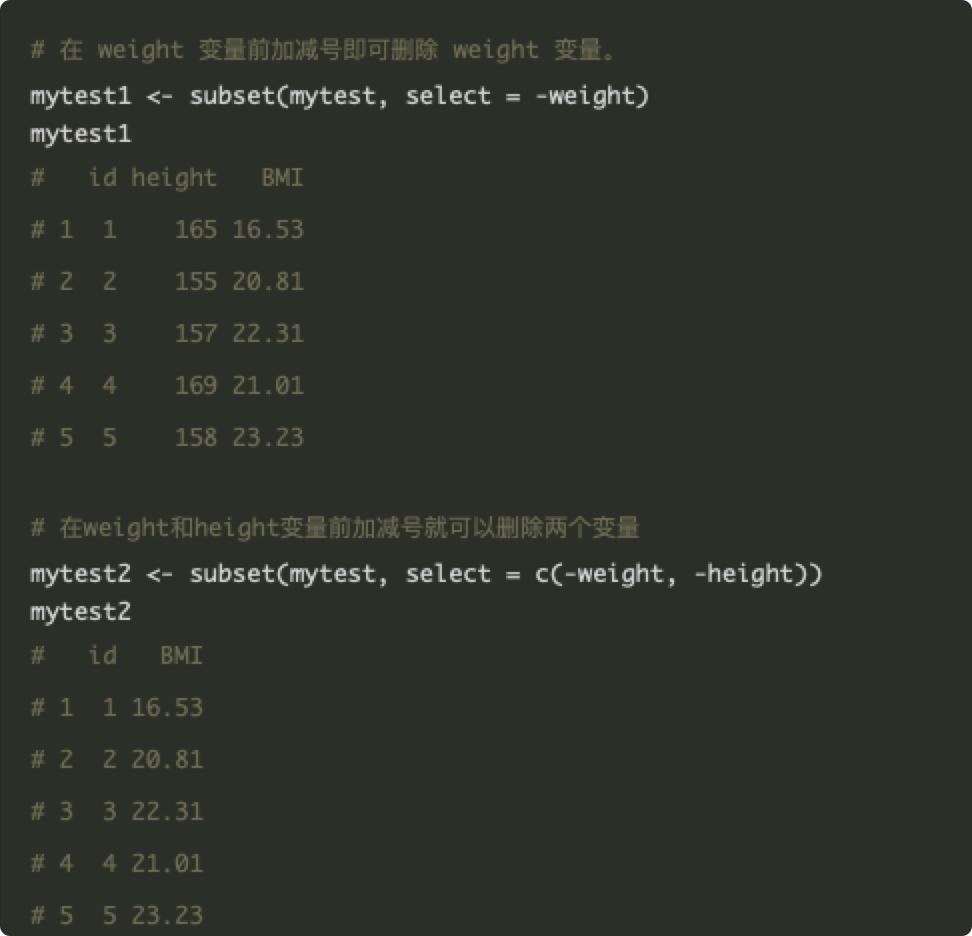 # 在 weight 变量前加减号即可删除 weight 变量。
mytest1 <- subset(mytest, select = -weight)
mytest1
#   id height   BMI
# 1  1    165 16.53
# 2  2    155 20.81
# 3  3    157 22.31
# 4  4    169 21.01
# 5  5    158 23.23
# 在weight和height变量前加减号就可以删除两个变量
mytest2 <- subset(mytest, select = c(-weight, -height))
mytest2
#   id   BMI
# 1  1 16.53
# 2  2 20.81
# 3  3 22.31
# 4  4 21.01
# 5  5 23.23